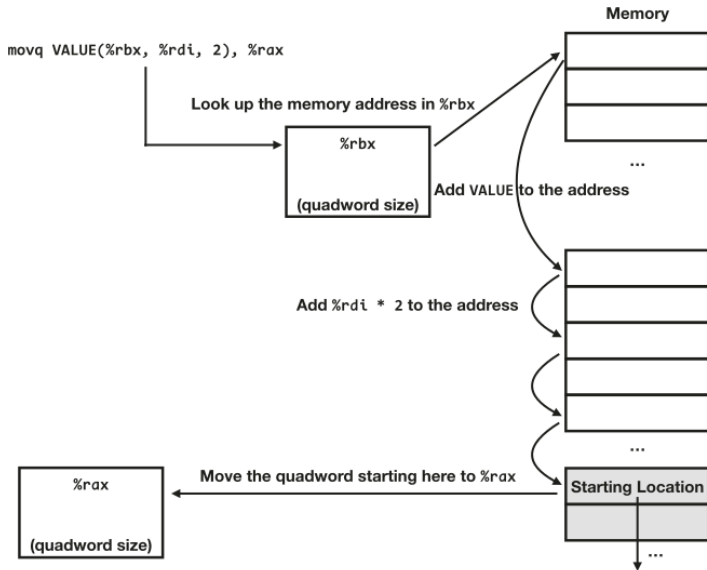 Memory
movq VALUE(%rbx, %rdi, 2), %rax
Look up the memory address in %rbx
%rbx
(quadword size)
...
Add VALUE to the address
Add %rdi * 2 to the address
...
Move the quadword starting here to %rax
Starting Location
%rax
(quadword size)
...